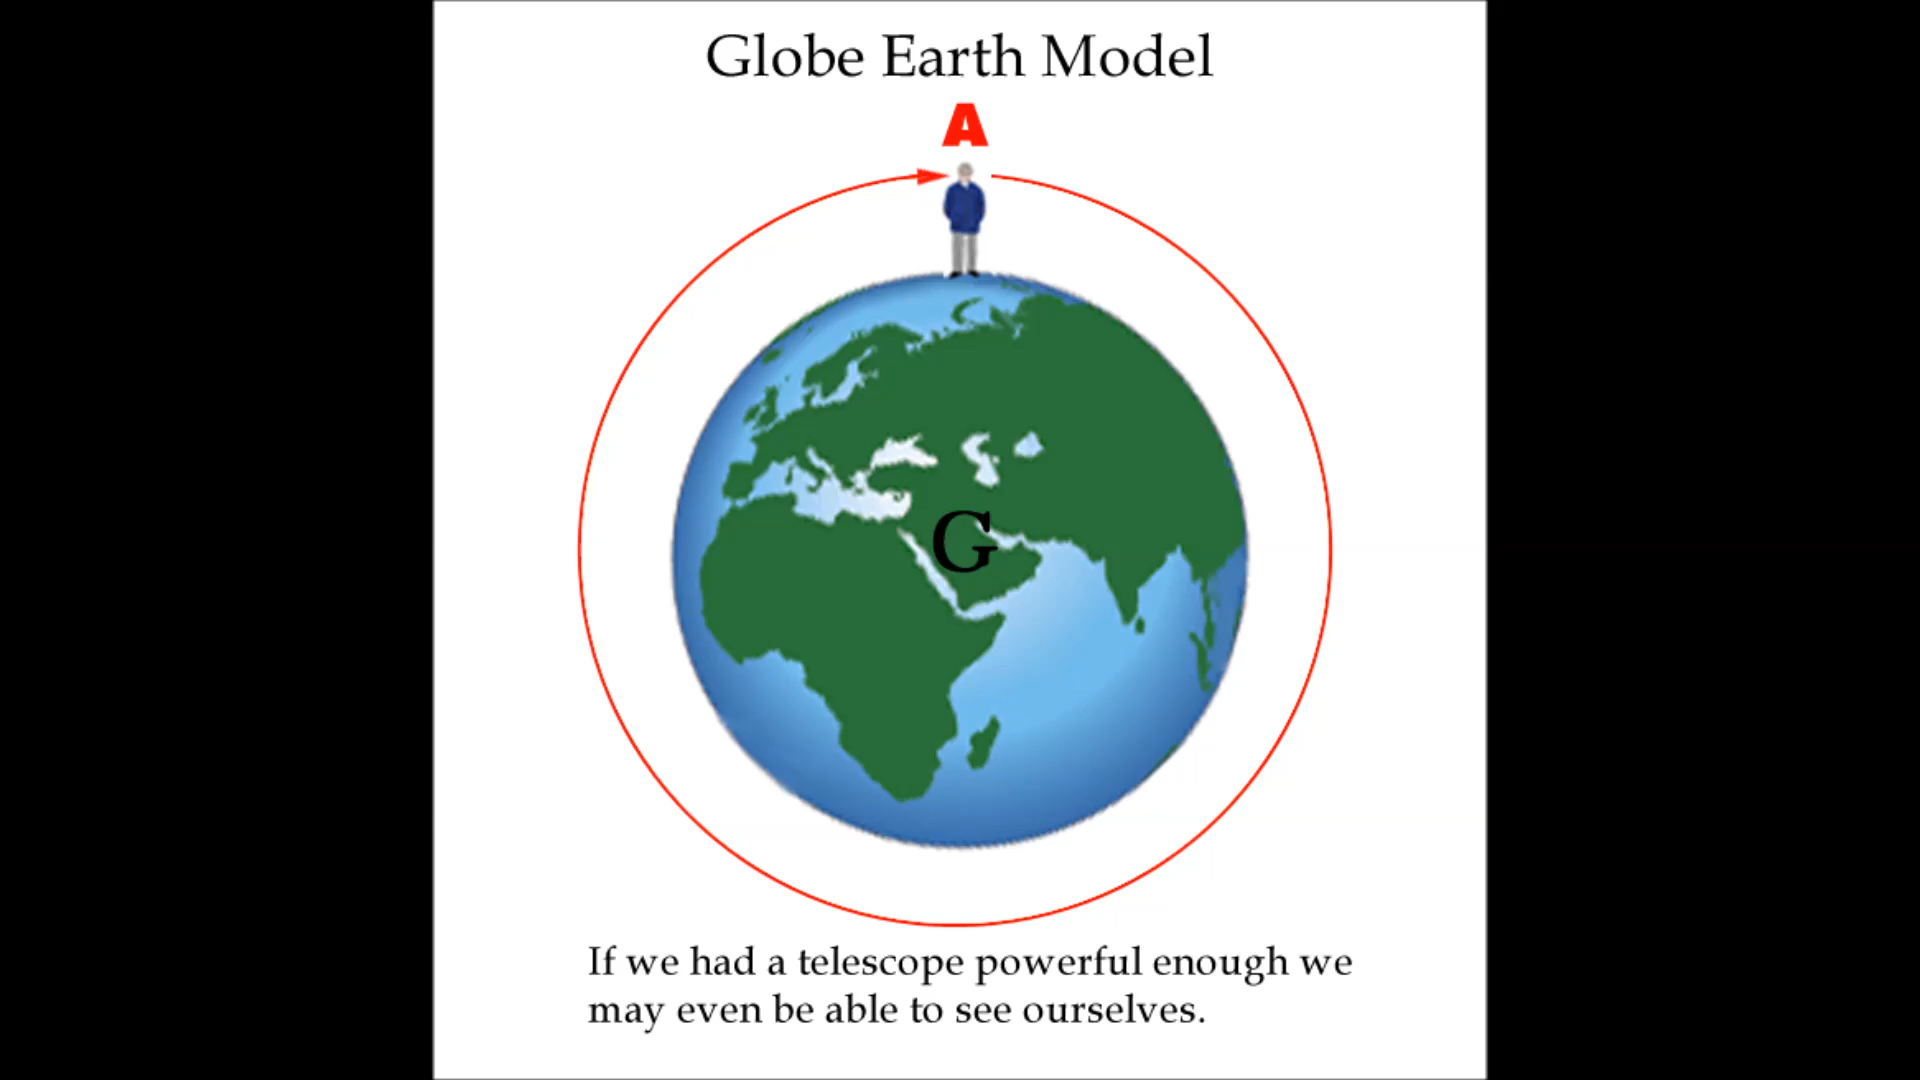 Globe Earth Model
A
G
If we had a telescope powerful enough we
may even be able to see ourselves.